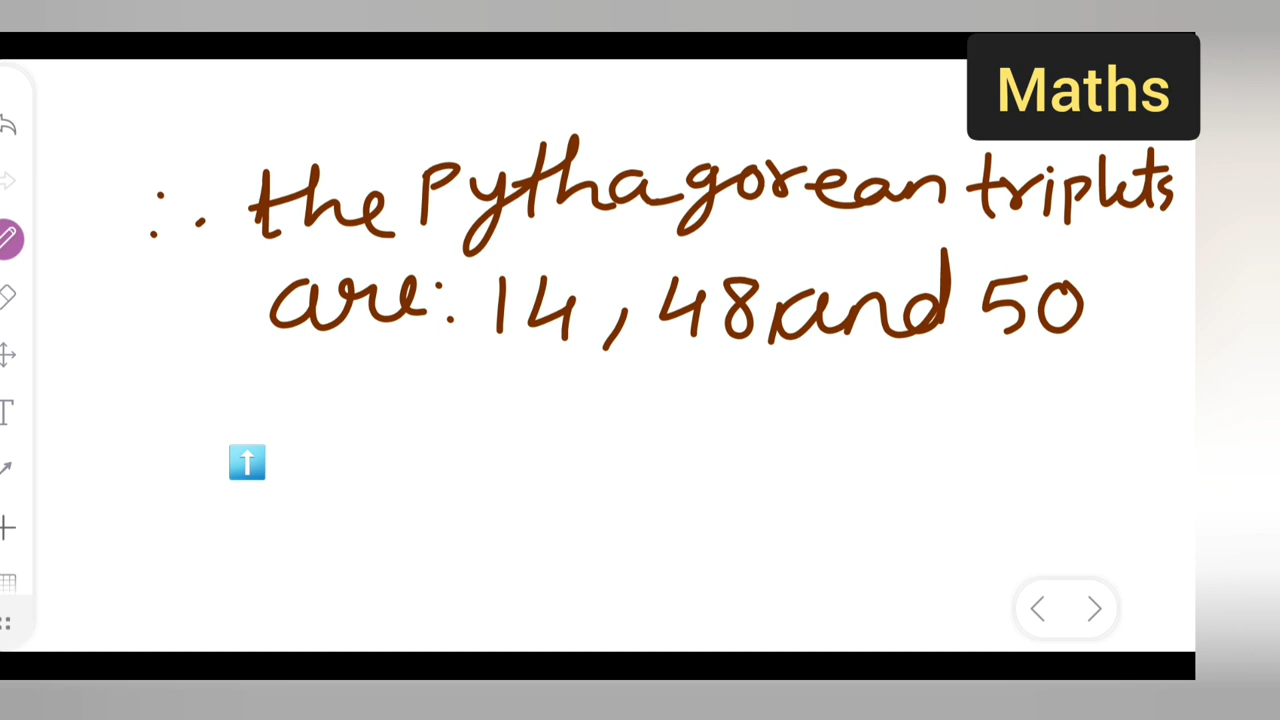 Maths
∴ the Pythagorean triplets
are: 14, 48, and 50